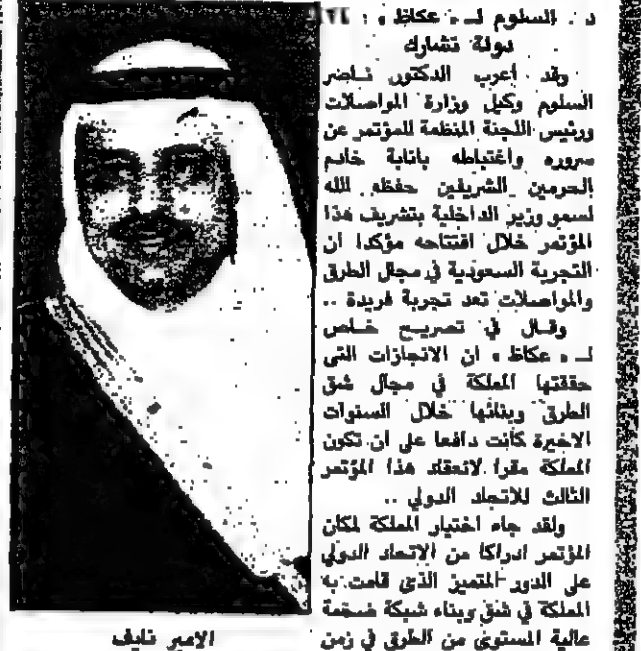 د . السلوم لـ « عكاظ » :
دولة تشارك
وقد أعرب الدكتور ناصر
السلوم وكيل وزارة المواصلات
ورئيس اللجنة المنظمة للمؤتمر عن
سروره واغتباطه بانابة خادم
الحرمين الشريفين حفظه الله
لسمو وزير الداخلية بتشريف هذا
المؤتمر خلال افتتاحه مؤكدا ان
التجربة السعودية في مجال الطرق
والمواصلات تعد تجربة فريدة ..
وقال في تصريح خاص
لـ « عكاظ » ان الانجازات التي
حققتها المملكة في مجال شق
الطرق وبنائها خلال السنوات
الاخيرة كانت دافعا على ان تكون
المملكة مقرا لانعقاد هذا المؤتمر
الثالث للاتحاد الدولي ..
ولقد جاء اختيار المملكة لمكان
المؤتمر ادراكا من الاتحاد الدولي
على الدور المتميز الذي قامت به
المملكة في شق وبناء شبكة ضخمة
عالية المستوى من الطرق في زمن
الامير نايف